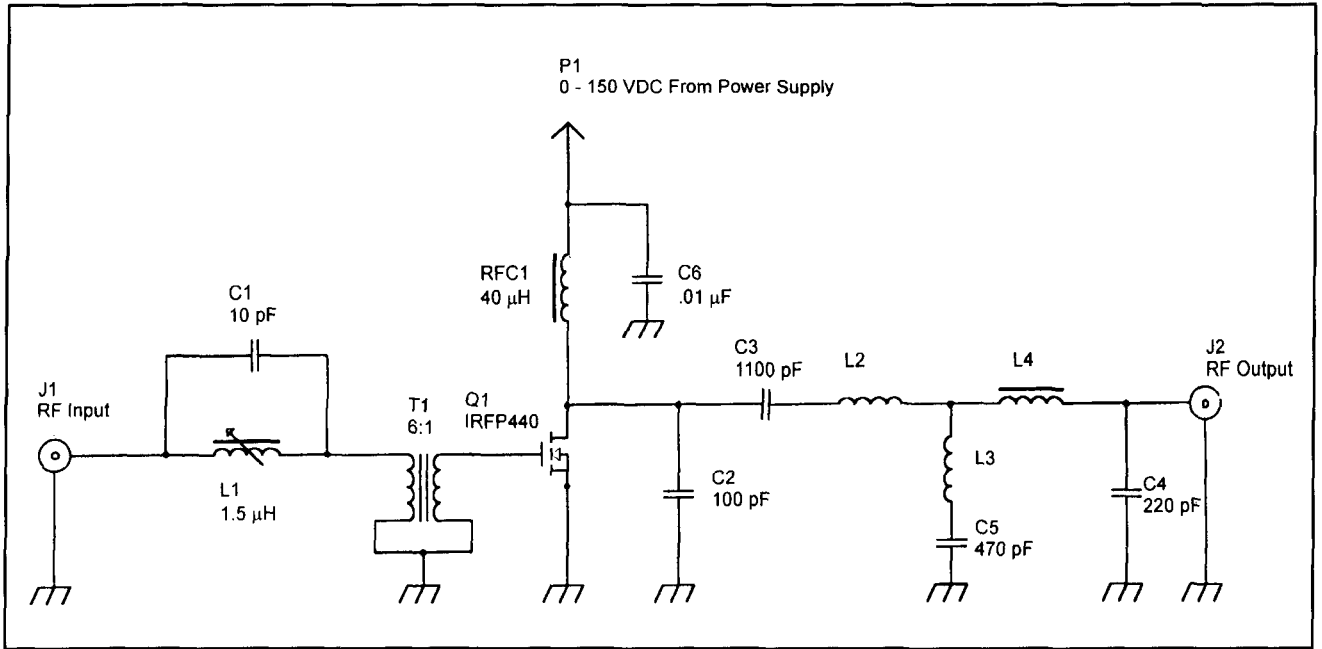 P1
0 - 150 VDC From Power Supply
RFC1
40 µH
C6
.01 µF
C1
10 pF
C3
1100 pF
L2
L4
J2
RF Output
J1
RF Input
T1
6:1
Q1
IRFP440
L1
1.5 µH
C2
100 pF
L3
C5
470 pF
C4
220 pF